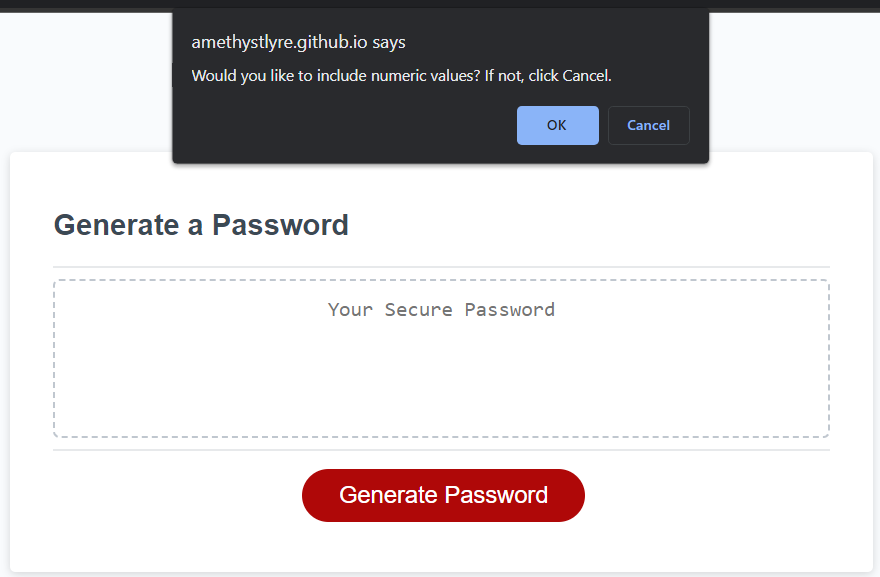 amethystlyre.github.io says
Would you like to include numeric values? If not, click Cancel.
OK
Cancel
Generate a Password
Your Secure Password
Generate Password